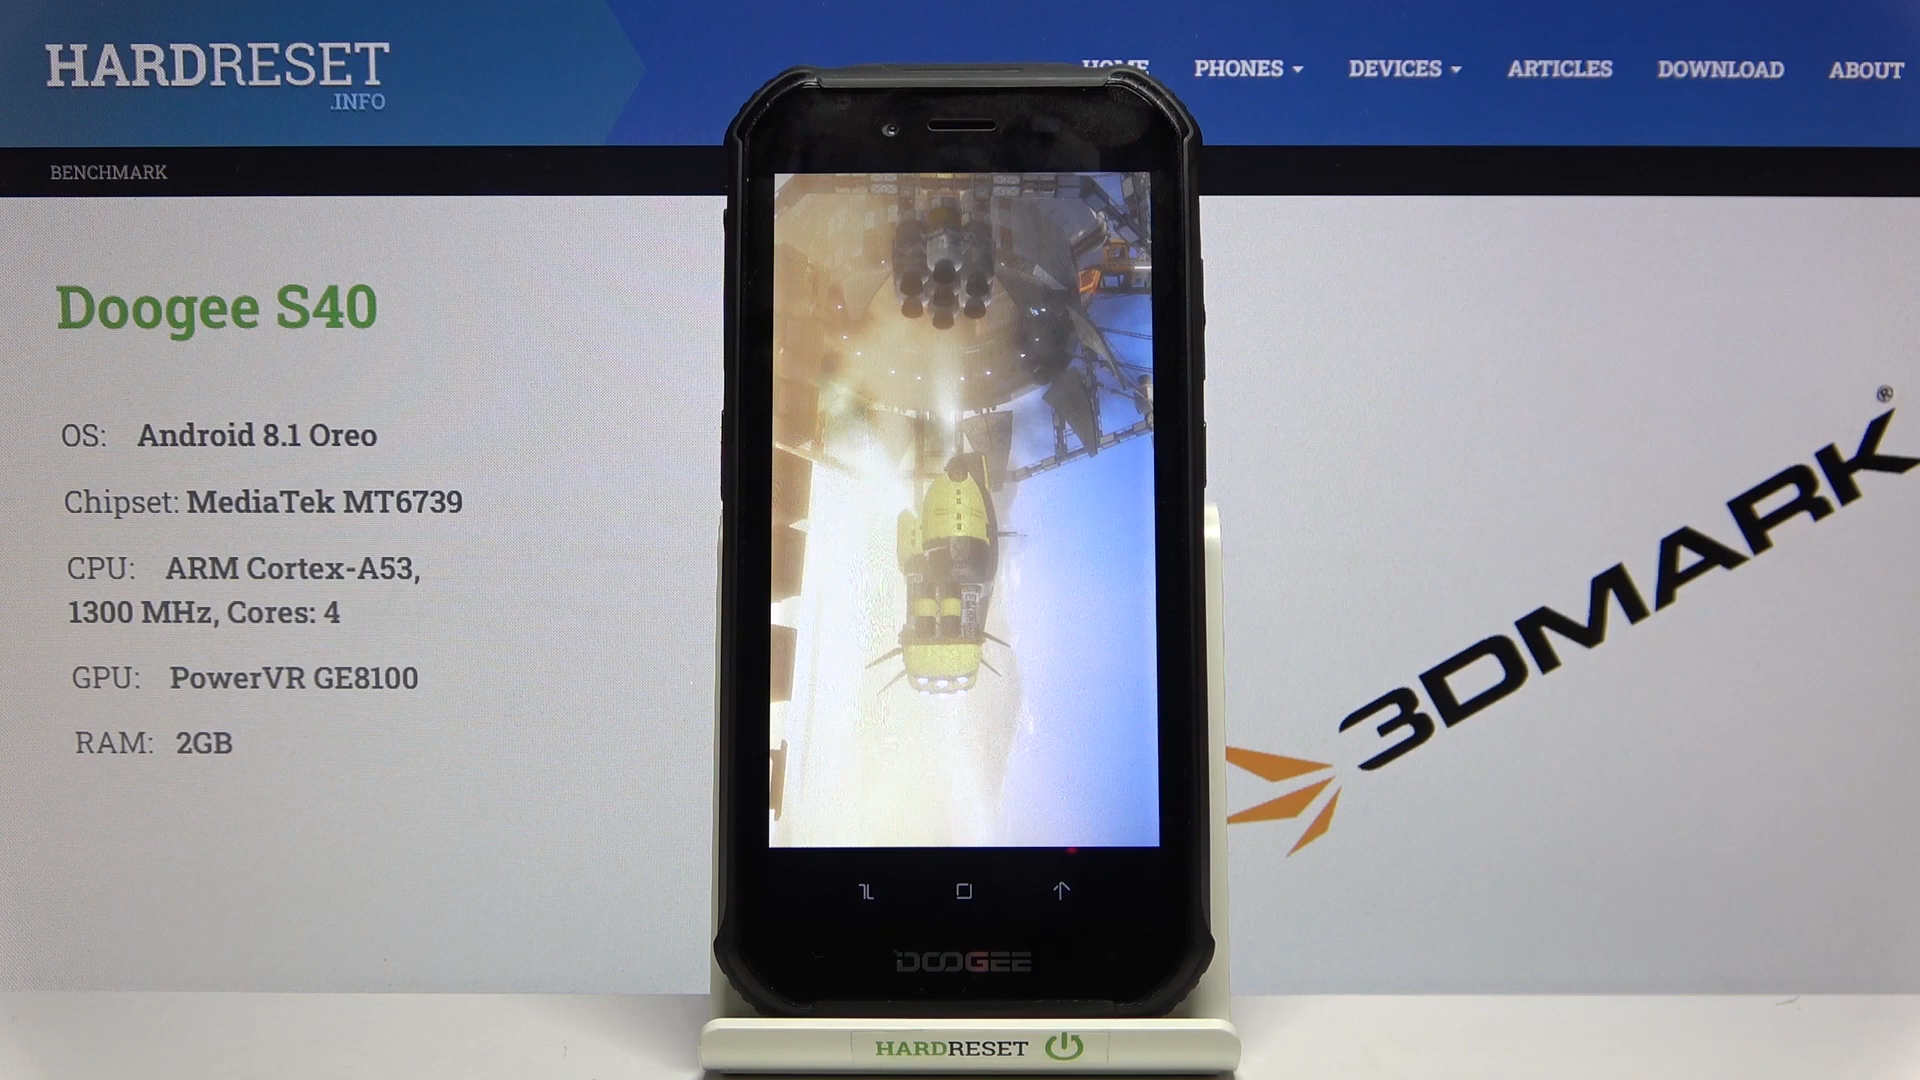 HARDRESET
.INFO
HOME PHONES DEVICES ARTICLES DOWNLOAD ABOUT
BENCHMARK
Doogee S40
OS: Android 8.1 Oreo
Chipset: MediaTek MT6739
CPU: ARM Cortex-A53,
1300 MHz, Cores: 4
GPU: PowerVR GE8100
RAM: 2GB
3DMARK®
DOOGEE
HARDRESET